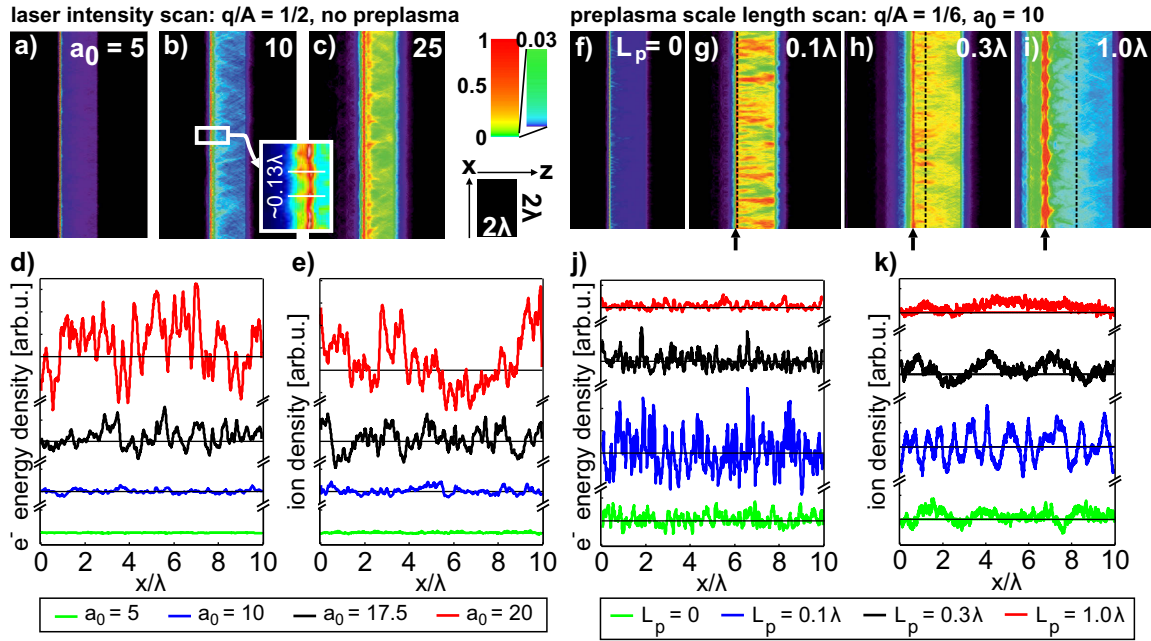 laser intensity scan: q/A = 1/2, no preplasma
preplasma scale length scan: q/A = 1/6, a0 = 10
a) a0 = 5
b) 10
c) 25
1
0
0.03
~0.13λ
x
z
2λ
2λ
f) Lp = 0
g) 0.1λ
h) 0.3λ
i) 1.0λ
d)
e⁻ energy density [arb.u.]
0 2 4 6 8 10
x/λ
e)
ion density [arb.u.]
0 2 4 6 8 10
x/λ
j)
e⁻ energy density [arb.u.]
0 2 4 6 8 10
x/λ
k)
ion density [arb.u.]
0 2 4 6 8 10
x/λ
a0 = 5 a0 = 10 a0 = 17.5 a0 = 20
Lp = 0 Lp = 0.1λ Lp = 0.3λ Lp = 1.0λ